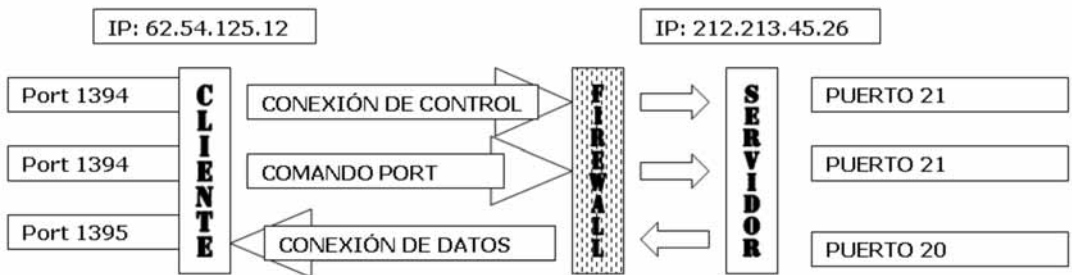 IP: 62.54.125.12
IP: 212.213.45.26
Port 1394
CLIENTE
CONEXIÓN DE CONTROL
FIREWALL
SERVIDOR
PUERTO 21
Port 1394
COMANDO PORT
PUERTO 21
Port 1395
CONEXIÓN DE DATOS
PUERTO 20